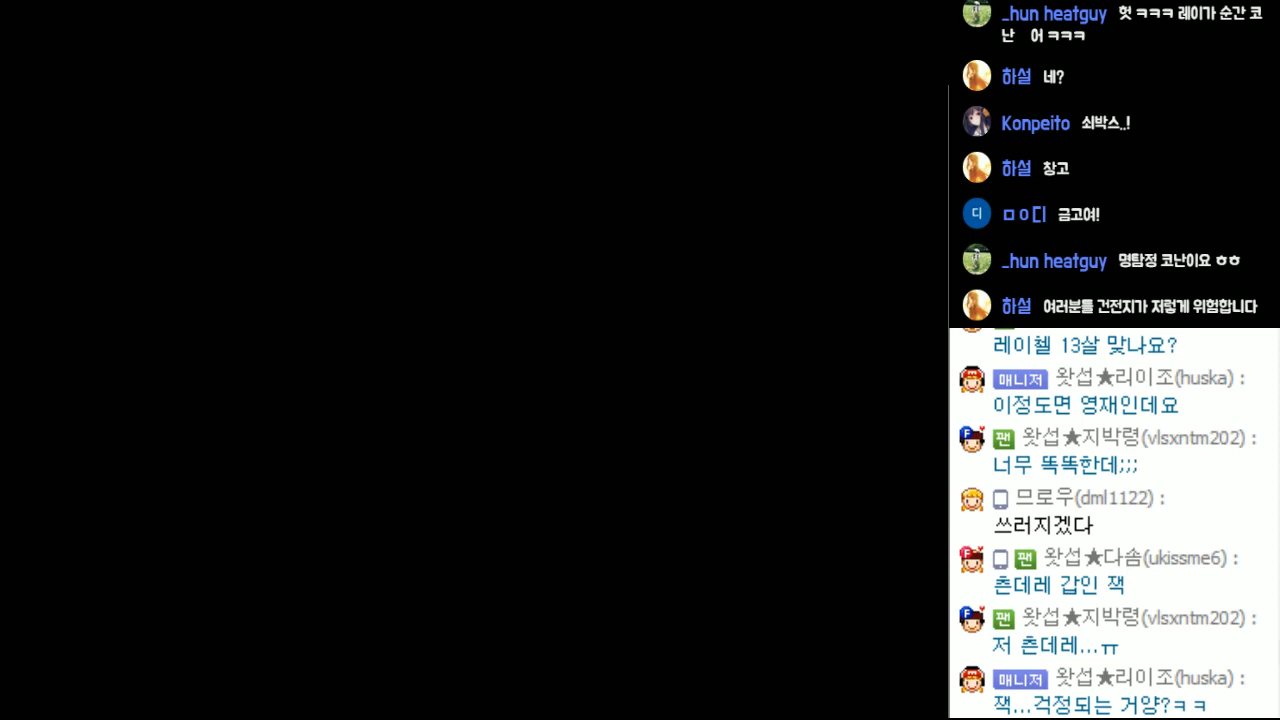 _hun heatguy 헛 ㅋㅋㅋ 레이가 순간 코
난 어 ㅋㅋㅋ
하설 네?
Konpeito 쇠박스..!
하설 창고
디 ㅁㅇ디 금고여!
_hun heatguy 명탐정 코난이요 ㅎㅎ
하설 여러분틀 건전지가 저렇게 위험합니다
레이첼 13살 맞나요?
매니저 왓섭★리이조(huska) :
이정도면 영재인데요
F 팬 왓섭★지박령(vlsxntm202) :
너무 똑똑한데;;;
므로우(dml1122) :
쓰러지겠다
F 팬 왓섭★다솜(ukissme6) :
츤데레 갑인 잭
F 팬 왓섭★지박령(vlsxntm202) :
저 츤데레...ㅠ
매니저 왓섭★리이조(huska) :
잭...걱정되는 거양?ㅋㅋ